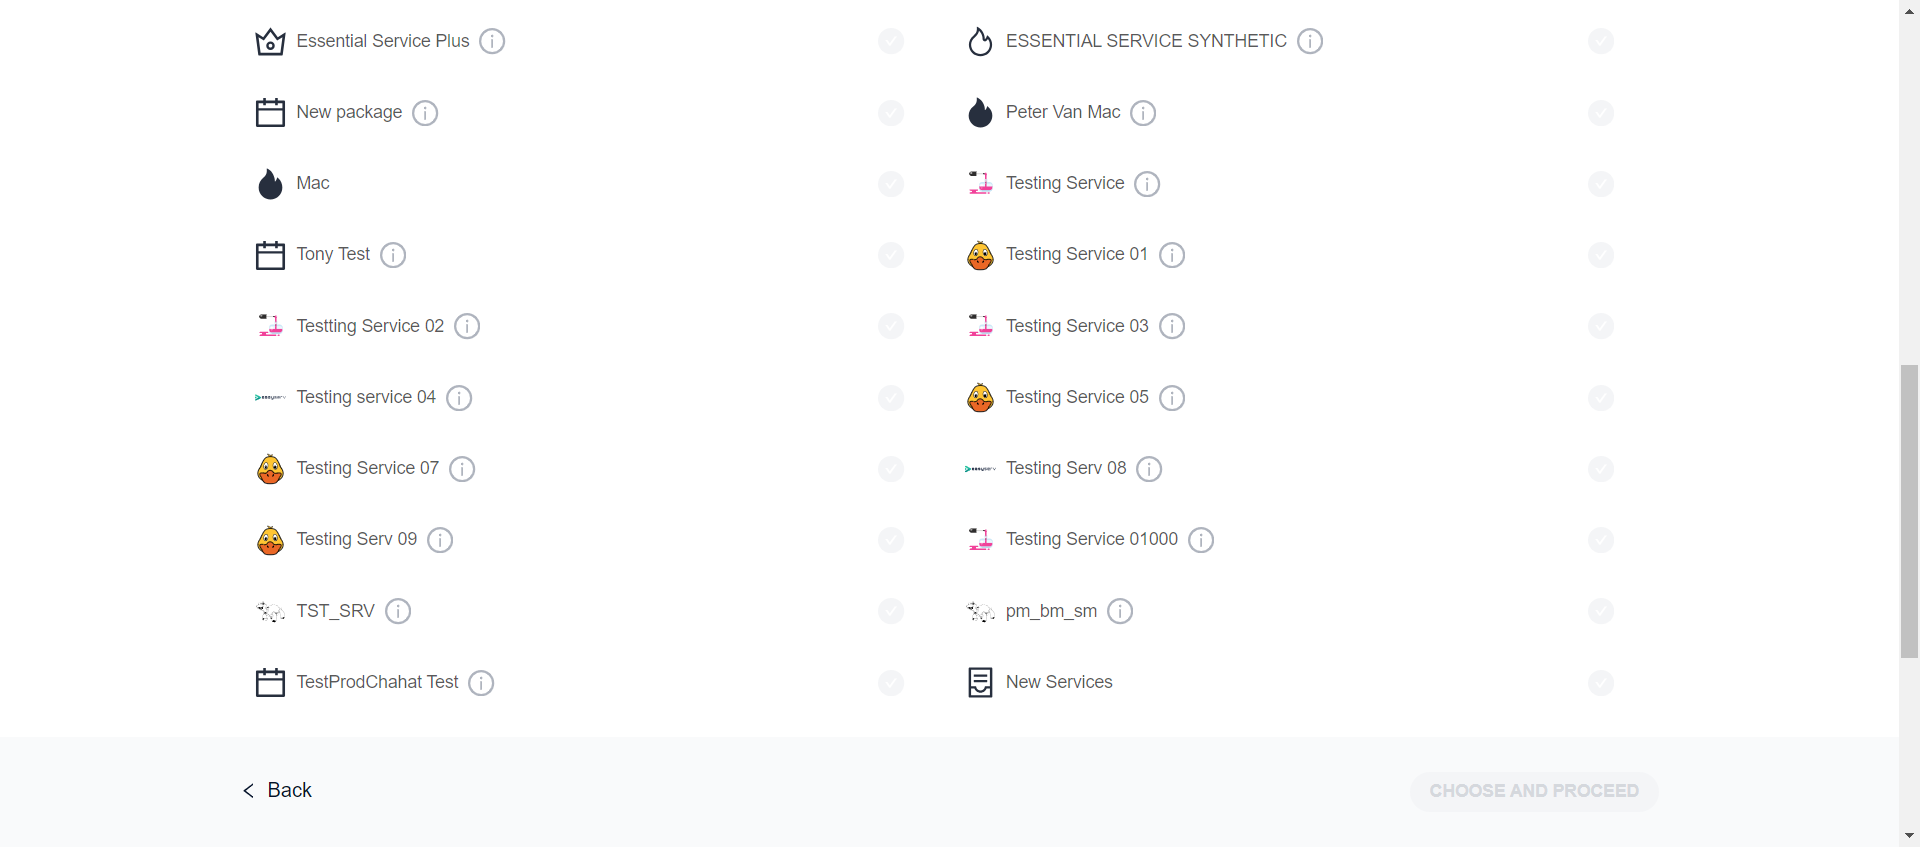 Essential Service Plus
ESSENTIAL SERVICE SYNTHETIC
New package
Peter Van Mac
Mac
Testing Service
Tony Test
Testing Service 01
Testting Service 02
Testing Service 03
easyserv
Testing service 04
Testing Service 05
Testing Service 07
easyserv
Testing Serv 08
Testing Serv 09
Testing Service 01000
TST_SRV
pm_bm_sm
TestProdChahat Test
New Services
Back
CHOOSE AND PROCEED